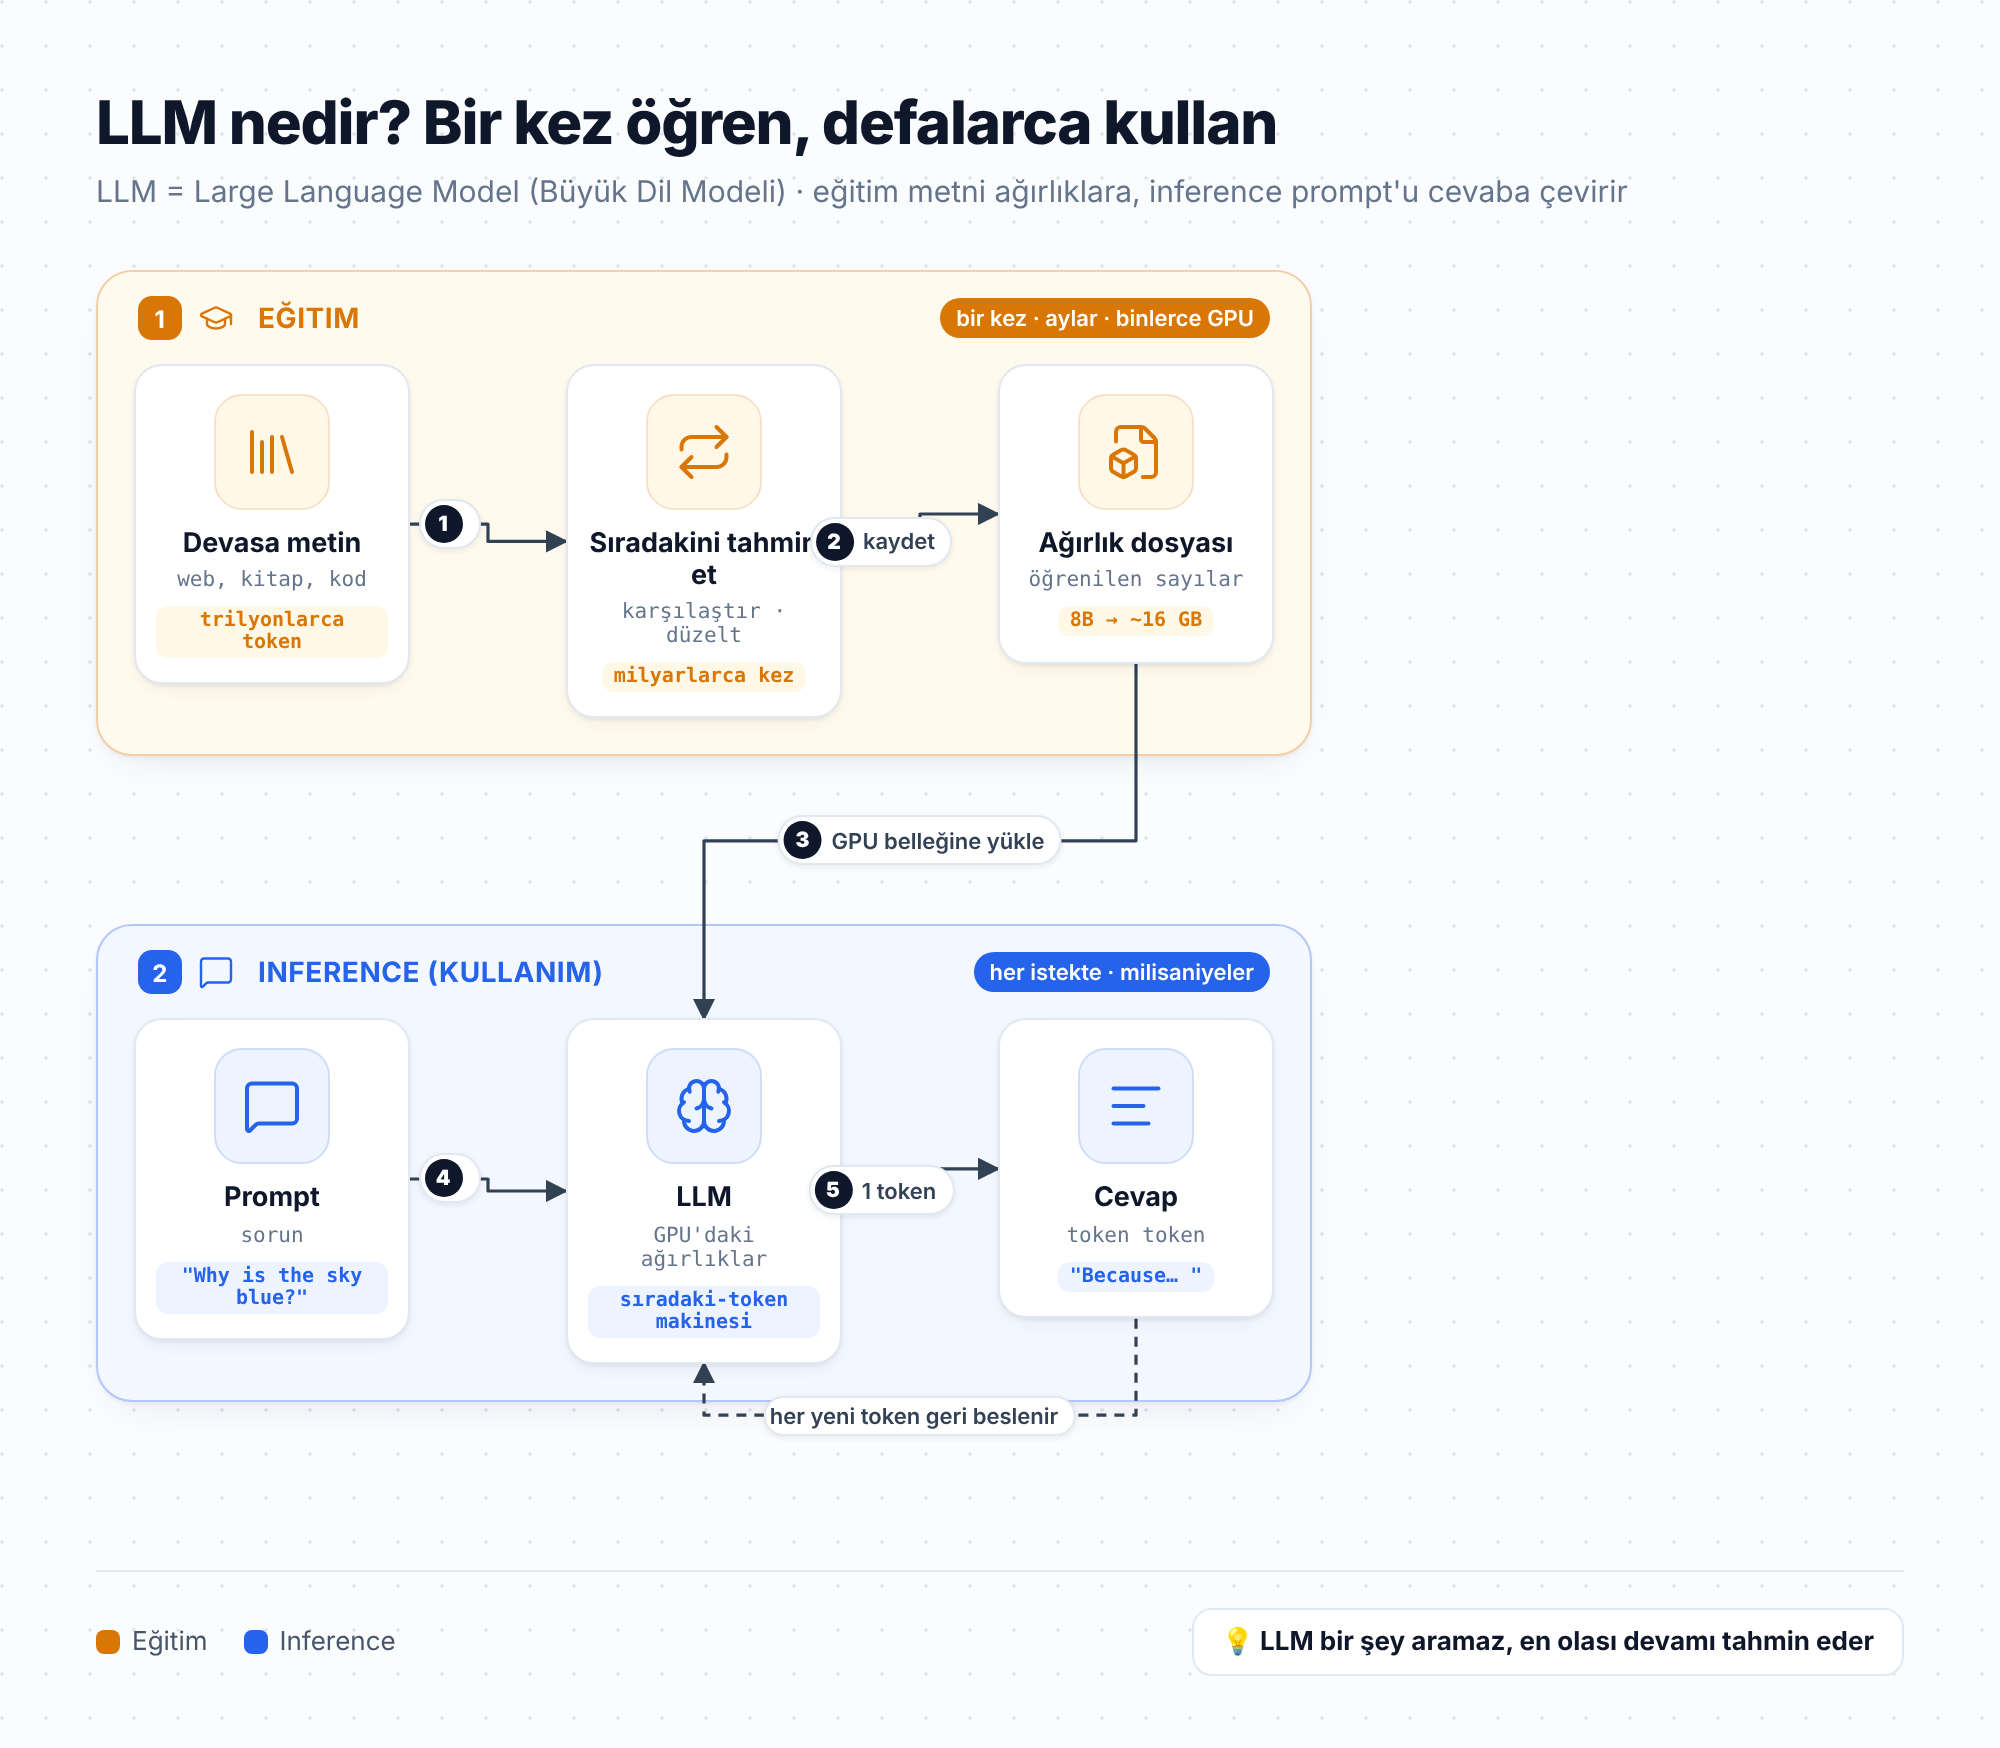 LLM nedir? Bir kez öğren, defalarca kullan
LLM = Large Language Model (Büyük Dil Modeli) · eğitim metni ağırlıklara, inference prompt'u cevaba çevirir
1 EĞITIM
bir kez · aylar · binlerce GPU
Devasa metin
web, kitap, kod
trilyonlarca
token
1
Sıradakini tahmin
et
karşılaştır ·
düzelt
milyarlarca kez
2 kaydet
Ağırlık dosyası
öğrenilen sayılar
8B → ~16 GB
3 GPU belleğine yükle
2 INFERENCE (KULLANIM)
her istekte · milisaniyeler
Prompt
sorun
"Why is the sky
blue?"
4
LLM
GPU'daki
ağırlıklar
sıradaki-token
makinesi
5 1 token
Cevap
token token
"Because… "
her yeni token geri beslenir
Eğitim
Inference
💡 LLM bir şey aramaz, en olası devamı tahmin eder